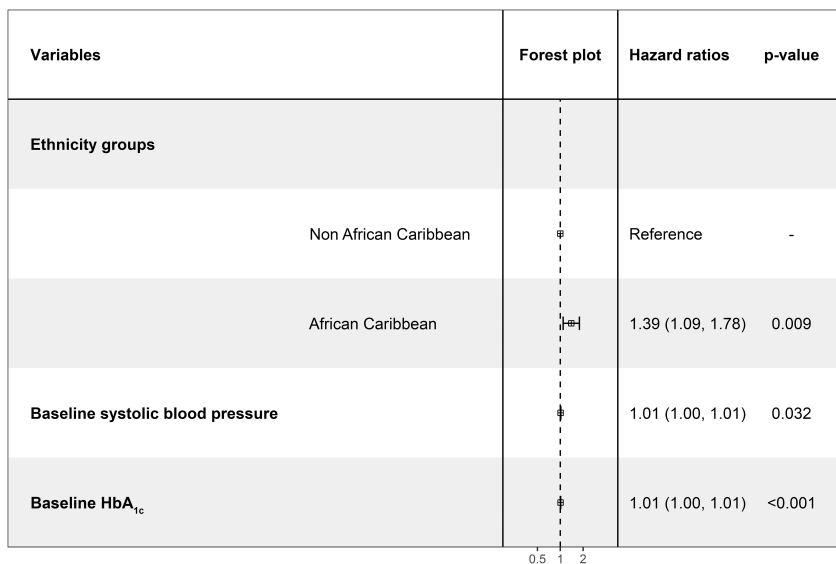 Variables Forest plot Hazard ratios p-value
Ethnicity groups
Non African Caribbean Reference -
African Caribbean 1.39 (1.09, 1.78) 0.009
Baseline systolic blood pressure 1.01 (1.00, 1.01) 0.032
Baseline HbA1c 1.01 (1.00, 1.01) <0.001
0.5 1 2